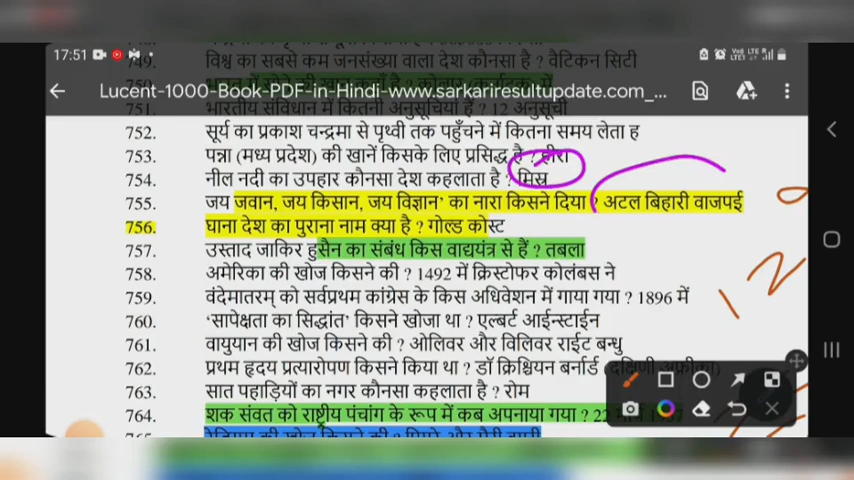 17:51
749. विश्व का सबसे कम जनसंख्या वाला देश कौनसा है ? वैटिकन सिटी
Lucent-1000-Book-PDF-in-Hindi-www.sarkariresultupdate.com_...
751. भारतीय संविधान में कितनी अनुसूचियां है ? 12 अनुसूची
752. सूर्य का प्रकाश चन्द्रमा से पृथ्वी तक पहुँचने में कितना समय लेता ह
753. पन्ना (मध्य प्रदेश) की खानें किसके लिए प्रसिद्ध है ? हीरा
754. नील नदी का उपहार कौनसा देश कहलाता है ? मिस्र
755. जय जवान, जय किसान, जय विज्ञान' का नारा किसने दिया ? अटल बिहारी वाजपई
756. घाना देश का पुराना नाम क्या है ? गोल्ड कोस्ट
757. उस्ताद जाकिर हुसैन का संबंध किस वाद्ययंत्र से हैं ? तबला
758. अमेरिका की खोज किसने की ? 1492 में क्रिस्टोफर कोलंबस ने
759. वंदेमातरम् को सर्वप्रथम कांग्रेस के किस अधिवेशन में गाया गया ? 1896 में
760. 'सापेक्षता का सिद्धांत' किसने खोजा था ? एल्बर्ट आईन्स्टाईन
761. वायुयान की खोज किसने की ? ओलिवर और विलिवर राईट बन्धु
762. प्रथम हृदय प्रत्यारोपण किसने किया था ? डॉ क्रिश्चियन बर्नार्ड (दक्षिणी अफ्रीका)
763. सात पहाड़ियों का नगर कौनसा कहलाता है ? रोम
764. शक संवत को राष्ट्रीय पंचांग के रूप में कब अपनाया गया ? 22